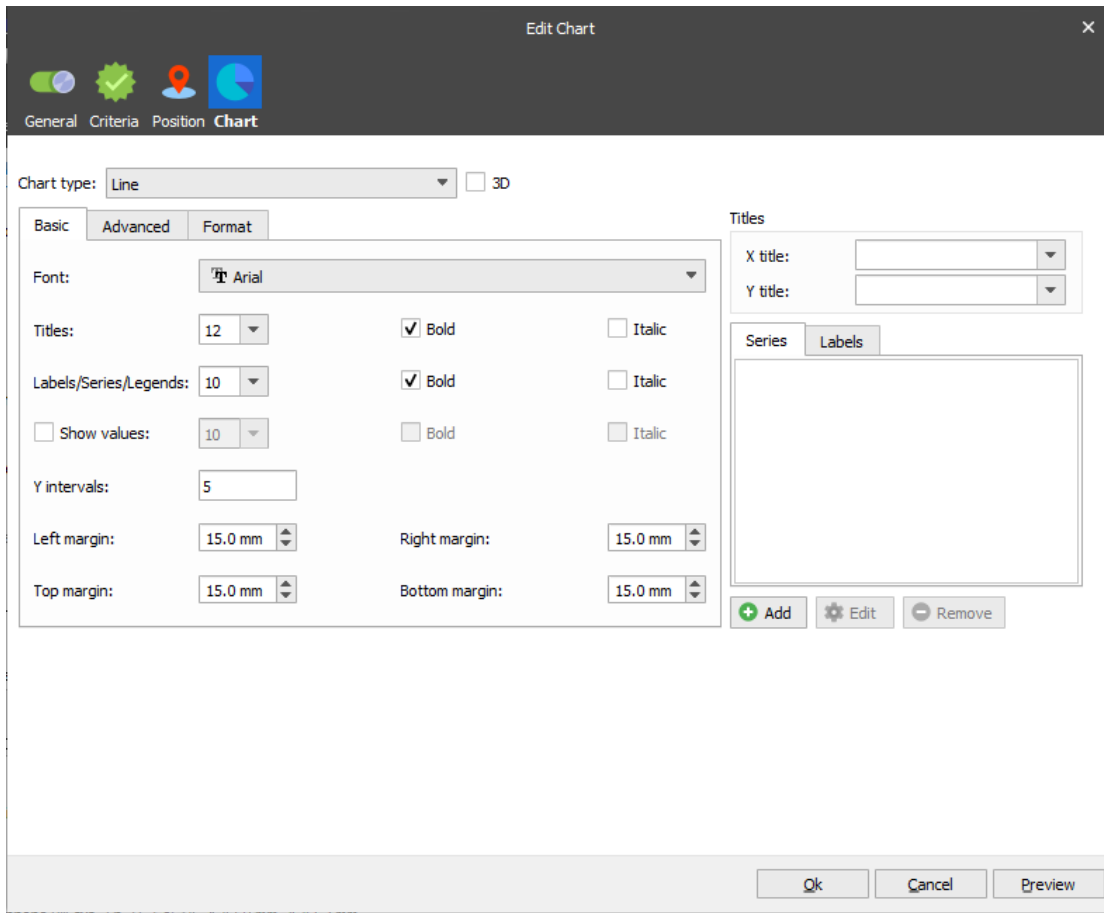 Edit Chart
General Criteria Position Chart
Chart type: Line 3D
Basic Advanced Format
Font: Arial
Titles: 12 Bold Italic
Labels/Series/Legends: 10 Bold Italic
Show values: 10 Bold Italic
Y intervals: 5
Left margin: 15.0 mm Right margin: 15.0 mm
Top margin: 15.0 mm Bottom margin: 15.0 mm
Titles
X title:
Y title:
Series Labels
Add Edit Remove
Ok Cancel Preview